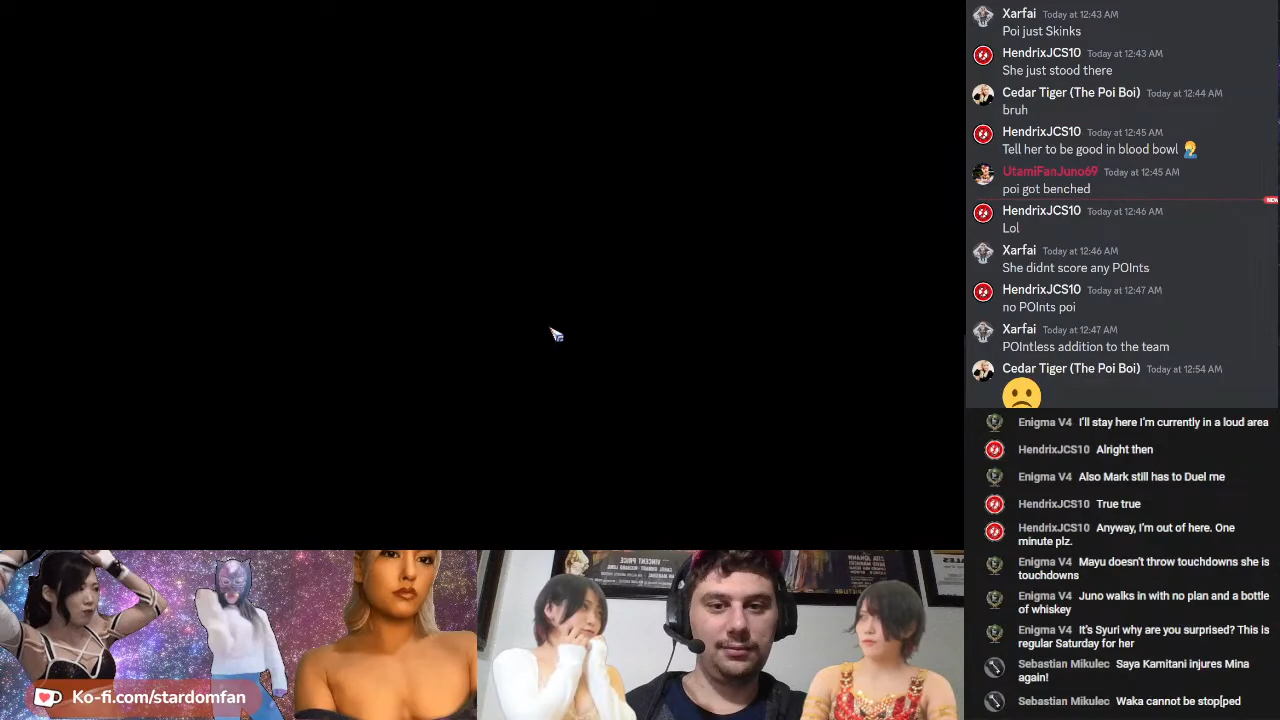 Xarfai Today at 12:43 AM
Poi just Skinks
HendrixJCS10 Today at 12:43 AM
She just stood there
Cedar Tiger (The Poi Boi) Today at 12:44 AM
bruh
HendrixJCS10 Today at 12:45 AM
Tell her to be good in blood bowl 🤦
UtamiFanJuno69 Today at 12:45 AM
poi got benched
NEW
HendrixJCS10 Today at 12:46 AM
Lol
Xarfai Today at 12:46 AM
She didnt score any POInts
HendrixJCS10 Today at 12:47 AM
no POInts poi
Xarfai Today at 12:47 AM
POIntless addition to the team
Cedar Tiger (The Poi Boi) Today at 12:54 AM
Enigma V4 I'll stay here I'm currently in a loud area
HendrixJCS10 Alright then
Enigma V4 Also Mark still has to Duel me
HendrixJCS10 True true
HendrixJCS10 Anyway, I'm out of here. One
minute plz.
Enigma V4 Mayu doesn't throw touchdowns she is
touchdowns
Enigma V4 Juno walks in with no plan and a bottle
of whiskey
Enigma V4 It's Syuri why are you surprised? This is
regular Saturday for her
Sebastian Mikulec Saya Kamitani injures Mina
again!
Sebastian Mikulec Waka cannot be stop[ped
Ko-fi.com/stardomfan
VINCENT PRICE